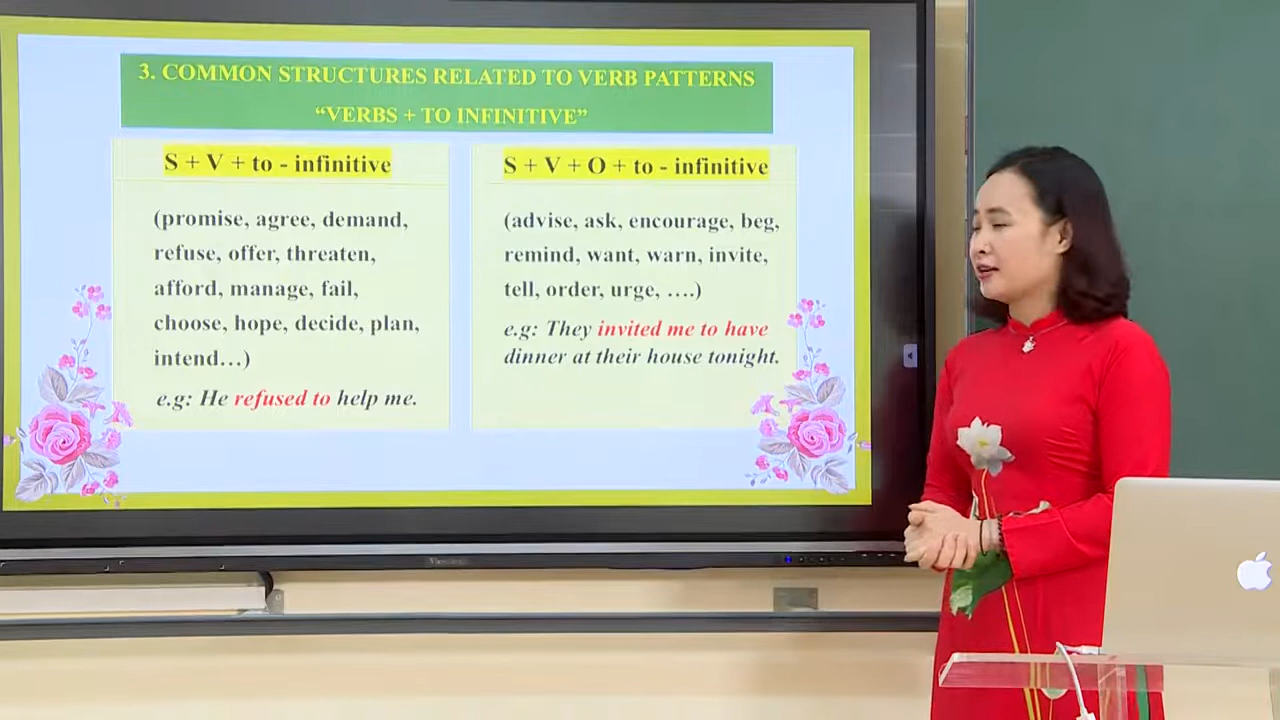 3. COMMON STRUCTURES RELATED TO VERB PATTERNS
“VERBS + TO INFINITIVE”
S + V + to - infinitive
(promise, agree, demand,
refuse, offer, threaten,
afford, manage, fail,
choose, hope, decide, plan,
intend…)
e.g: He refused to help me.
S + V + O + to - infinitive
(advise, ask, encourage, beg,
remind, want, warn, invite,
tell, order, urge, ….)
e.g: They invited me to have
dinner at their house tonight.